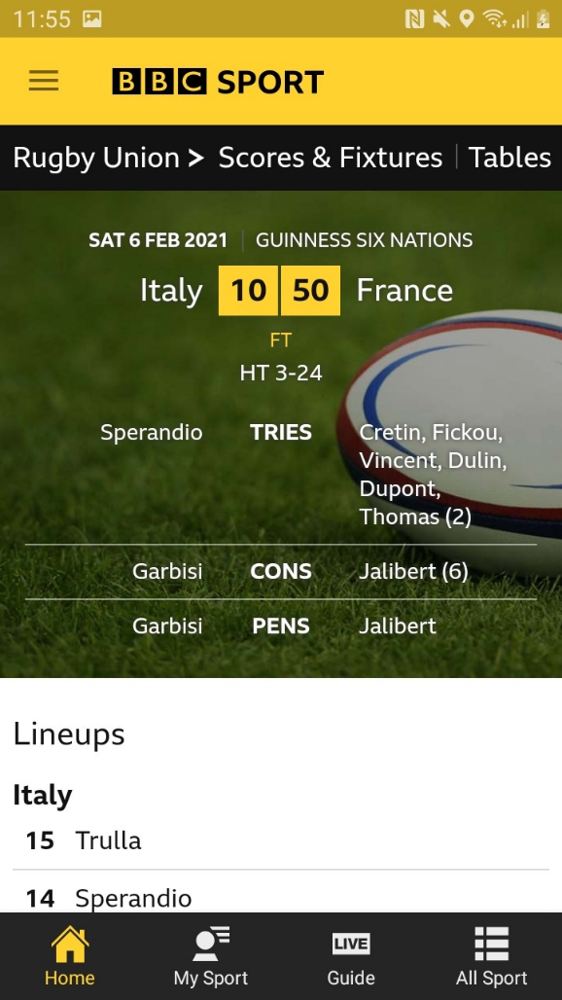 11:55
BBC SPORT
Rugby Union > Scores & Fixtures | Tables
SAT 6 FEB 2021 | GUINNESS SIX NATIONS
Italy 10 50 France
FT
HT 3-24
Sperandio TRIES Cretin, Fickou,
Vincent, Dulin,
Dupont,
Thomas (2)
Garbisi CONS Jalibert (6)
Garbisi PENS Jalibert
Lineups
Italy
15 Trulla
14 Sperandio
LIVE
Home My Sport Guide All Sport